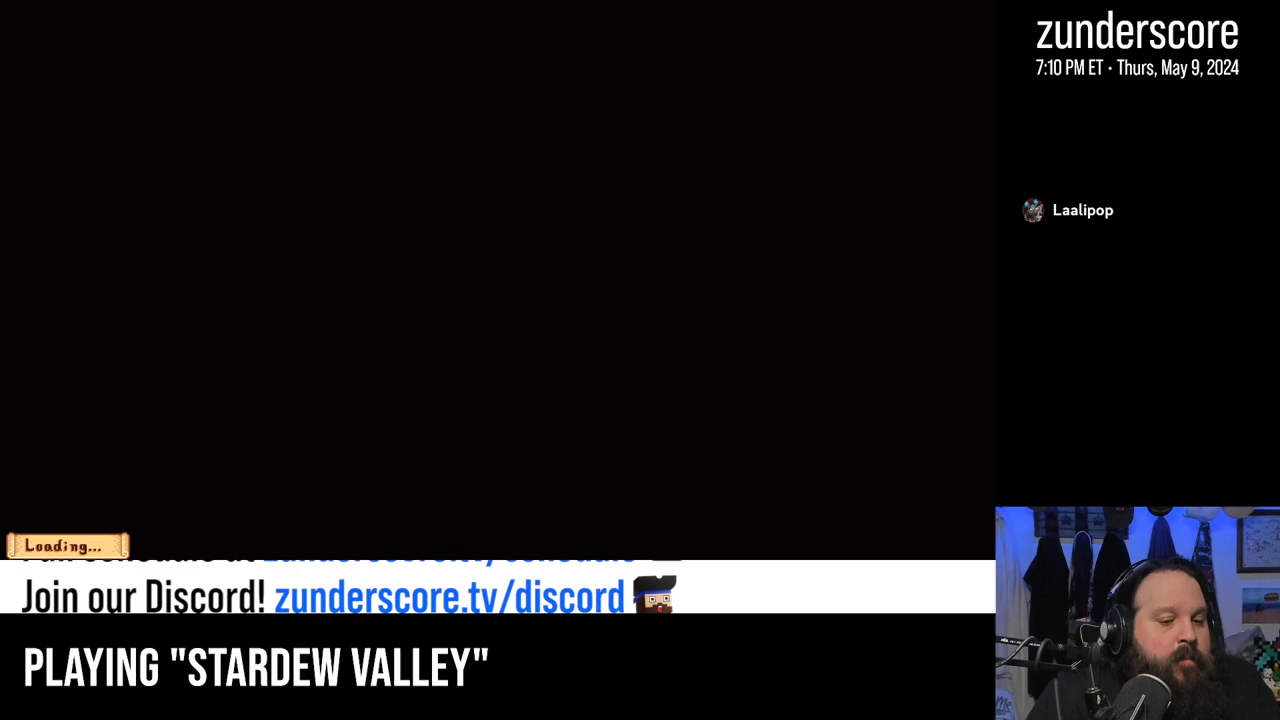 zunderscore
7:10 PM ET • Thurs, May 9, 2024
Laalipop
Loading...
Join our Discord! zunderscore.tv/discord
PLAYING "STARDEW VALLEY"